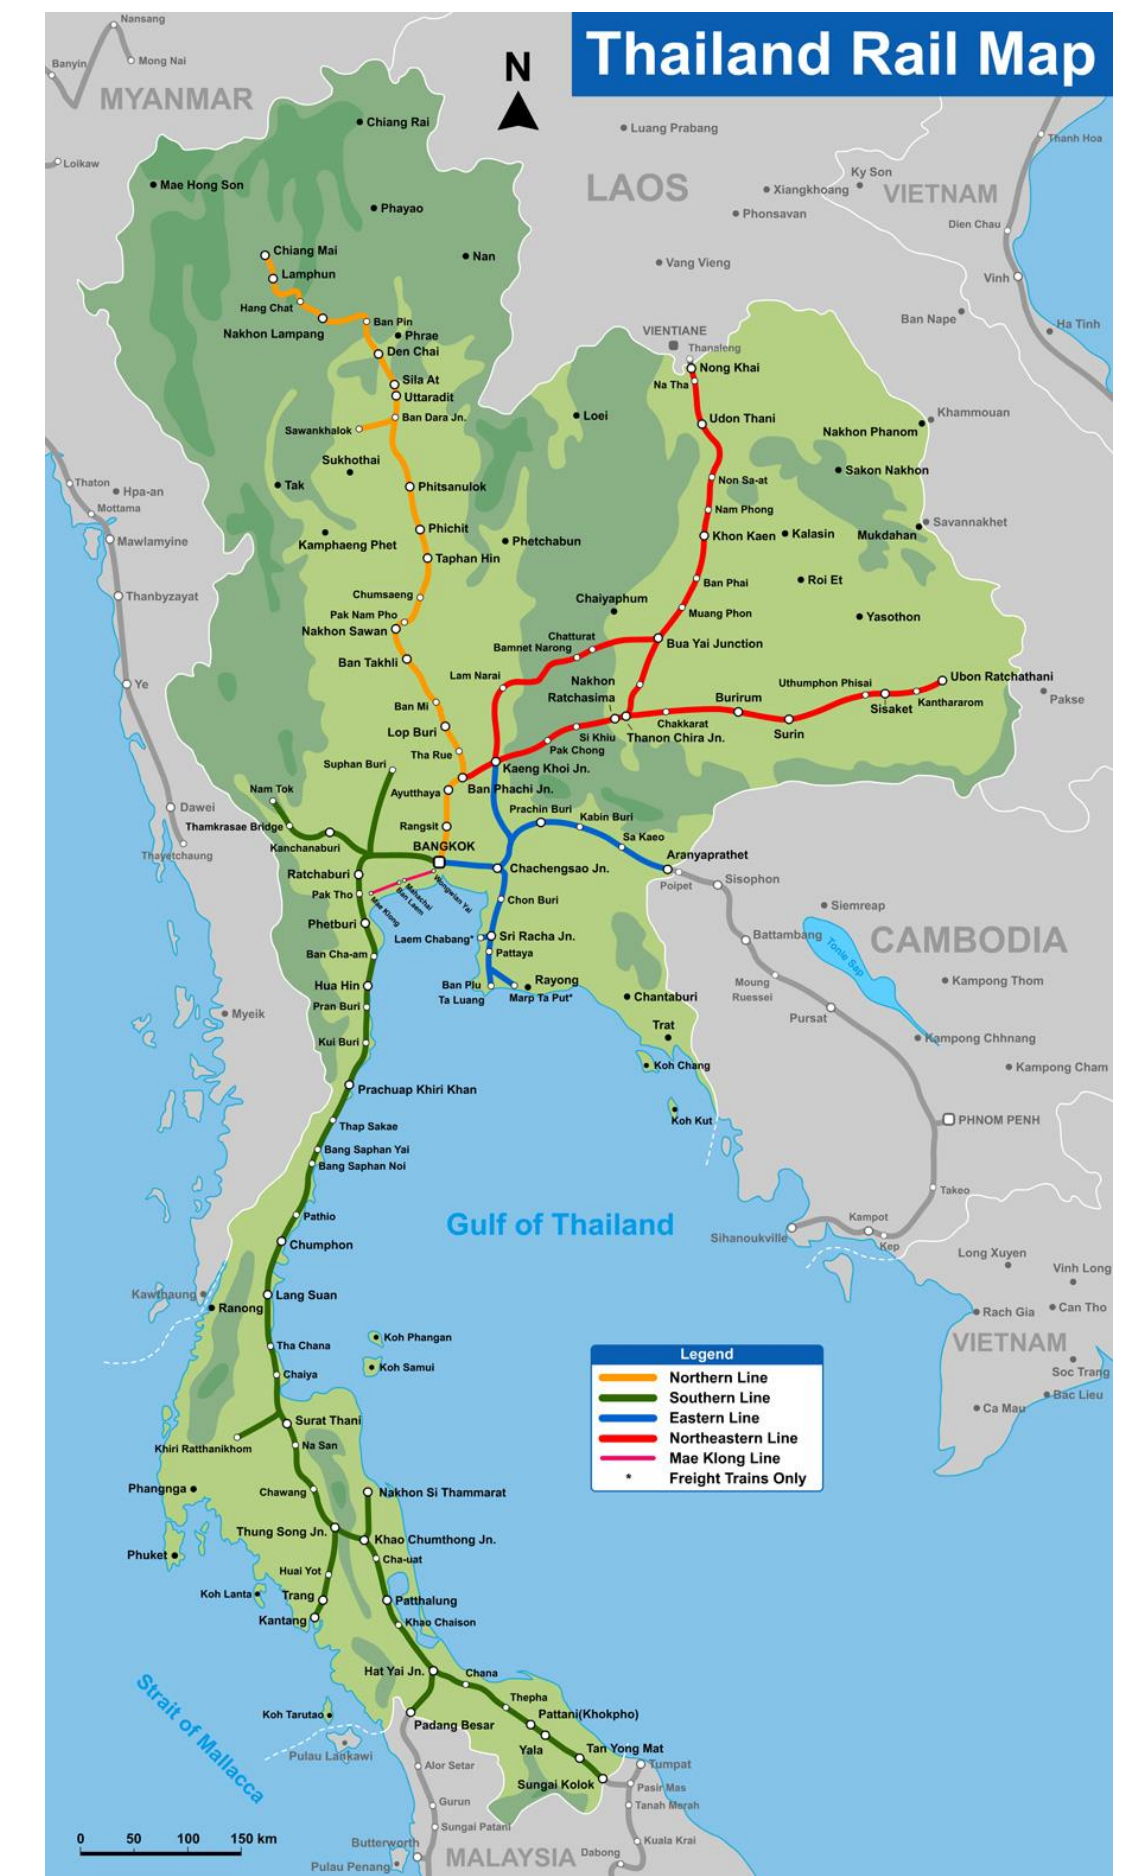 Thailand Rail Map
N
Nansang
Banyin
Mong Nai
MYANMAR
Chiang Rai
Luang Prabang
Thanh Hoa
Loikaw
Ky Son
Mae Hong Son
LAOS
Xiangkhoang
VIETNAM
Phayao
Phonsavan
Dien Chau
Chiang Mai
Nan
Vang Vieng
Lamphun
Vinh
Hang Chat
Ban Pin
Ban Nape
Ha Tinh
Nakhon Lampang
Phrae
VIENTIANE
Thanaleng
Den Chai
Nong Khai
Sila At
Na Tha
Uttaradit
Ban Dara Jn.
Loei
Udon Thani
Khammouan
Sawankhalok
Nakhon Phanom
Sukhothai
Sakon Nakhon
Thaton
Hpa-an
Tak
Phitsanulok
Non Sa-at
Mottama
Nam Phong
Savannakhet
Phichit
Mawlamyine
Kamphaeng Phet
Phetchabun
Khon Kaen
Kalasin
Mukdahan
Taphan Hin
Ban Phai
Roi Et
Thanbyzayat
Chumsaeng
Chaiyaphum
Muang Phon
Pak Nam Pho
Yasothon
Nakhon Sawan
Chatturat
Bamnet Narong
Bua Yai Junction
Ban Takhli
Lam Narai
Nakhon
Ratchasima
Uthumphon Phisai
Ubon Ratchathani
Ye
Burirum
Sisaket
Kanthararom
Pakse
Ban Mi
Chakkarat
Lop Buri
Si Khiu
Thanon Chira Jn.
Surin
Tha Rue
Pak Chong
Suphan Buri
Kaeng Khoi Jn.
Nam Tok
Ayutthaya
Ban Phachi Jn.
Dawei
Prachin Buri
Kabin Buri
Thamkrasae Bridge
Rangsit
Sa Kaeo
Kanchanaburi
BANGKOK
Thayetchaung
Aranyaprathet
Ratchaburi
Chachengsao Jn.
Poipet
Sisophon
Pak Tho
Mae Klong
Ban Laem
Mahachai
Wongwian Yai
Chon Buri
Siemreap
Phetburi
Laem Chabang*
Sri Racha Jn.
Battambang
CAMBODIA
Tonle Sap
Ban Cha-am
Pattaya
Hua Hin
Ban Plu
Ta Luang
Rayong
Marp Ta Put*
Moung
Ruessei
Kampong Thom
Pran Buri
Chantaburi
Myeik
Pursat
Kui Buri
Trat
Kampong Chhnang
Koh Chang
Kampong Cham
Prachuap Khiri Khan
Koh Kut
PHNOM PENH
Thap Sakae
Bang Saphan Yai
Bang Saphan Noi
Takeo
Pathio
Gulf of Thailand
Kampot
Sihanoukville
Kep
Chumphon
Long Xuyen
Vinh Long
Kawthaung
Lang Suan
Ranong
Rach Gia
Can Tho
Koh Phangan
Tha Chana
VIETNAM
Koh Samui
Chaiya
Soc Trang
Bac Lieu
Ca Mau
Surat Thani
Khiri Ratthanikhom
Na San
Legend
Northern Line
Southern Line
Eastern Line
Northeastern Line
Mae Klong Line
* Freight Trains Only
Phangnga
Chawang
Nakhon Si Thammarat
Thung Song Jn.
Khao Chumthong Jn.
Phuket
Cha-uat
Huai Yot
Koh Lanta
Trang
Patthalung
Kantang
Khao Chaison
Hat Yai Jn.
Chana
Strait of Mallacca
Thepha
Koh Tarutao
Padang Besar
Pattani(Khokpho)
Yala
Tan Yong Mat
Pulau Lankawi
Alor Setar
Tumpat
Sungai Kolok
Pasir Mas
Gurun
Tanah Merah
Sungai Patani
0 50 100 150 km
Butterworth
Kuala Krai
MALAYSIA
Dabong
Pulau Penang